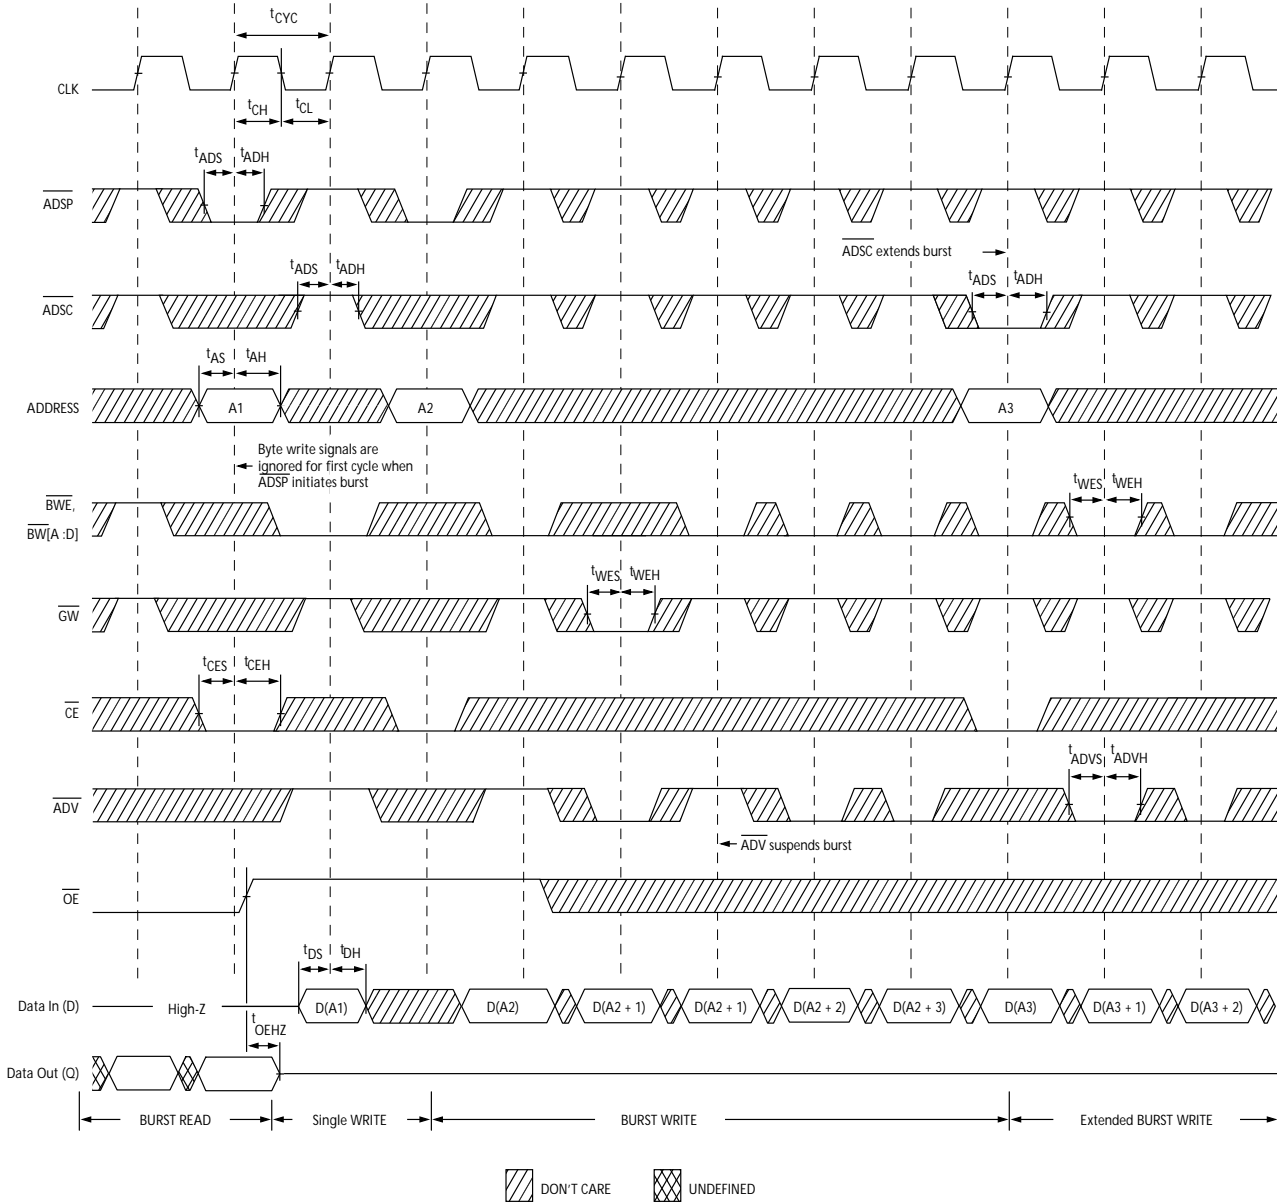 tCYC
CLK
tCH
tCL
tADS
tADH
ADSP
ADSC extends burst
tADS
tADH
tADS
tADH
ADSC
tAS
tAH
ADDRESS
A1
A2
A3
Byte write signals are
ignored for first cycle when
ADSP initiates burst
BWE,
BW[A :D]
tWES
tWEH
tWES
tWEH
GW
tCES
tCEH
CE
tADVS
tADVH
ADV
ADV suspends burst
OE
tDS
tDH
Data In (D)
High-Z
D(A1)
D(A2)
D(A2 + 1)
D(A2 + 1)
D(A2 + 2)
D(A2 + 3)
D(A3)
D(A3 + 1)
D(A3 + 2)
tOEHZ
Data Out (Q)
BURST READ
Single WRITE
BURST WRITE
Extended BURST WRITE
DON'T CARE
UNDEFINED